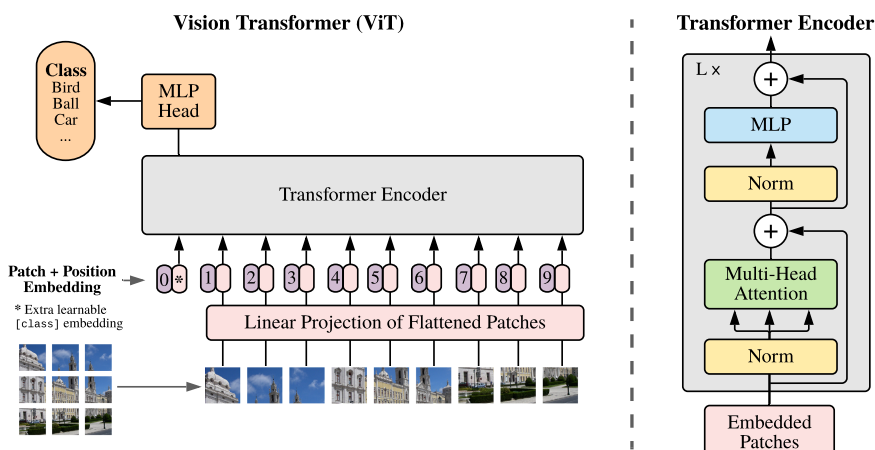 Vision Transformer (ViT)
Class
Bird
Ball
Car
...
MLP
Head
Transformer Encoder
Patch + Position
Embedding
0 * 1 2 3 4 5 6 7 8 9
* Extra learnable
[class] embedding
Linear Projection of Flattened Patches
Transformer Encoder
L ×
+
MLP
Norm
+
Multi-Head
Attention
Norm
Embedded
Patches